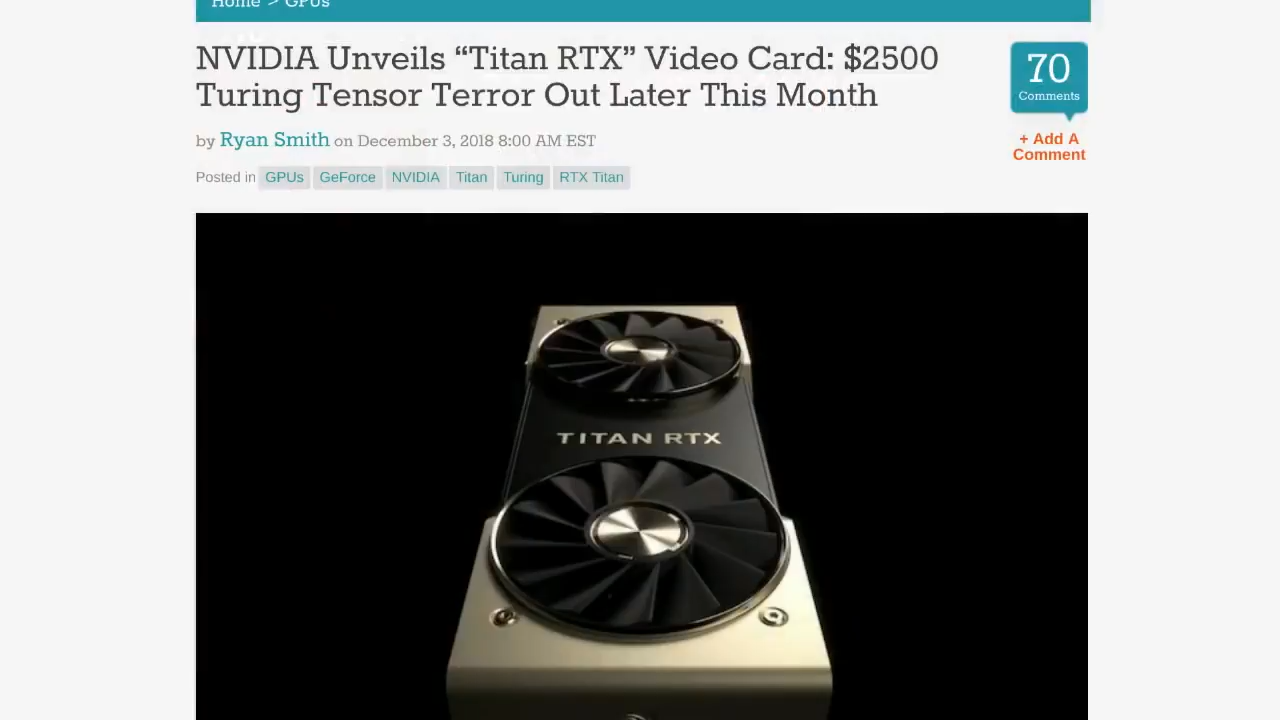 Home > GPUs
NVIDIA Unveils “Titan RTX” Video Card: $2500
Turing Tensor Terror Out Later This Month
70
Comments
by Ryan Smith on December 3, 2018 8:00 AM EST
+ Add A
Comment
Posted in GPUs GeForce NVIDIA Titan Turing RTX Titan
TITAN RTX